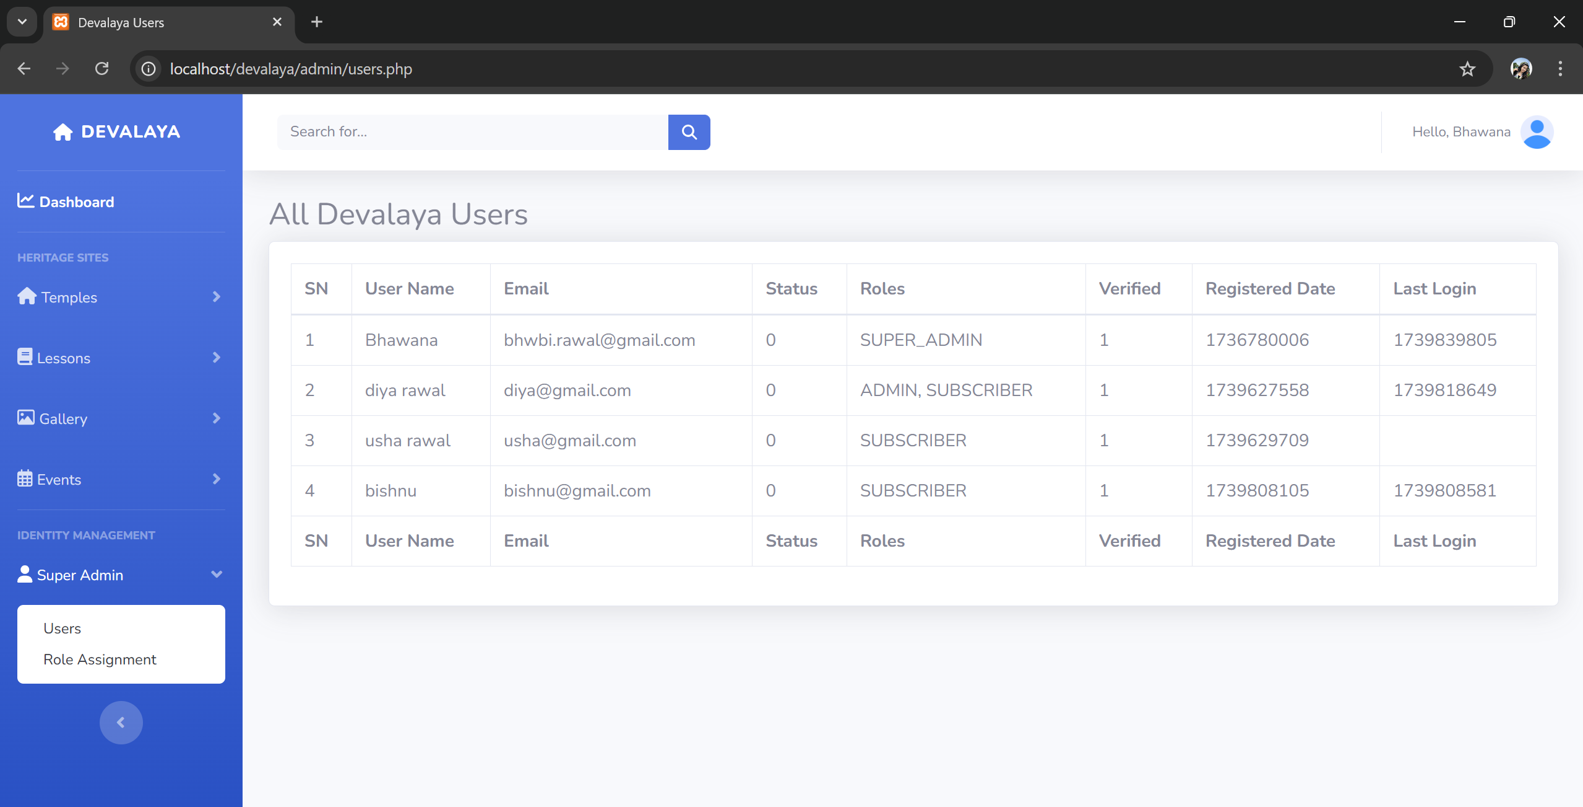 Devalaya Users
localhost/devalaya/admin/users.php
DEVALAYA
Search for...
Hello, Bhawana
Dashboard
HERITAGE SITES
Temples
Lessons
Gallery
Events
IDENTITY MANAGEMENT
Super Admin
Users
Role Assignment
All Devalaya Users
SN User Name Email Status Roles Verified Registered Date Last Login
1 Bhawana bhwbi.rawal@gmail.com 0 SUPER_ADMIN 1 1736780006 1739839805
2 diya rawal diya@gmail.com 0 ADMIN, SUBSCRIBER 1 1739627558 1739818649
3 usha rawal usha@gmail.com 0 SUBSCRIBER 1 1739629709
4 bishnu bishnu@gmail.com 0 SUBSCRIBER 1 1739808105 1739808581
SN User Name Email Status Roles Verified Registered Date Last Login